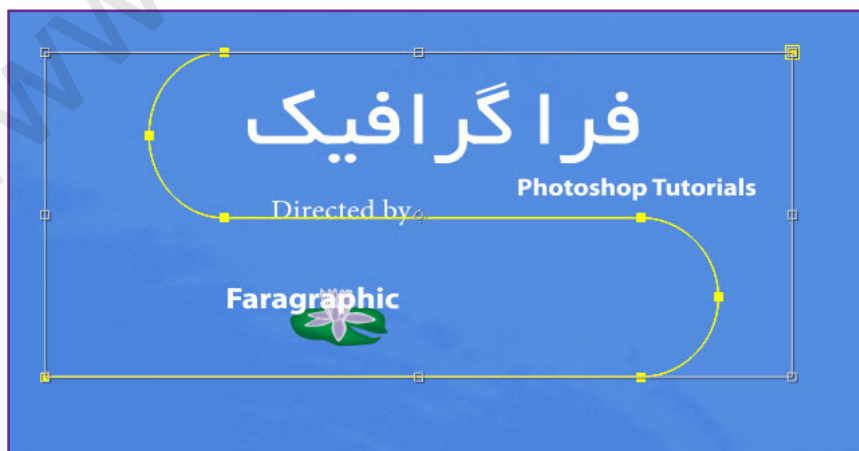 فرا گرافیک
Photoshop Tutorials
Directed by
Faragraphic